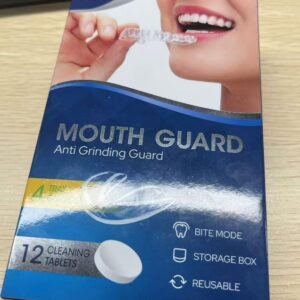 MOUTH GUARD
Anti Grinding Guard
4
BITE MODE
12 CLEANING
TABLETS
STORAGE BOX
REUSABLE